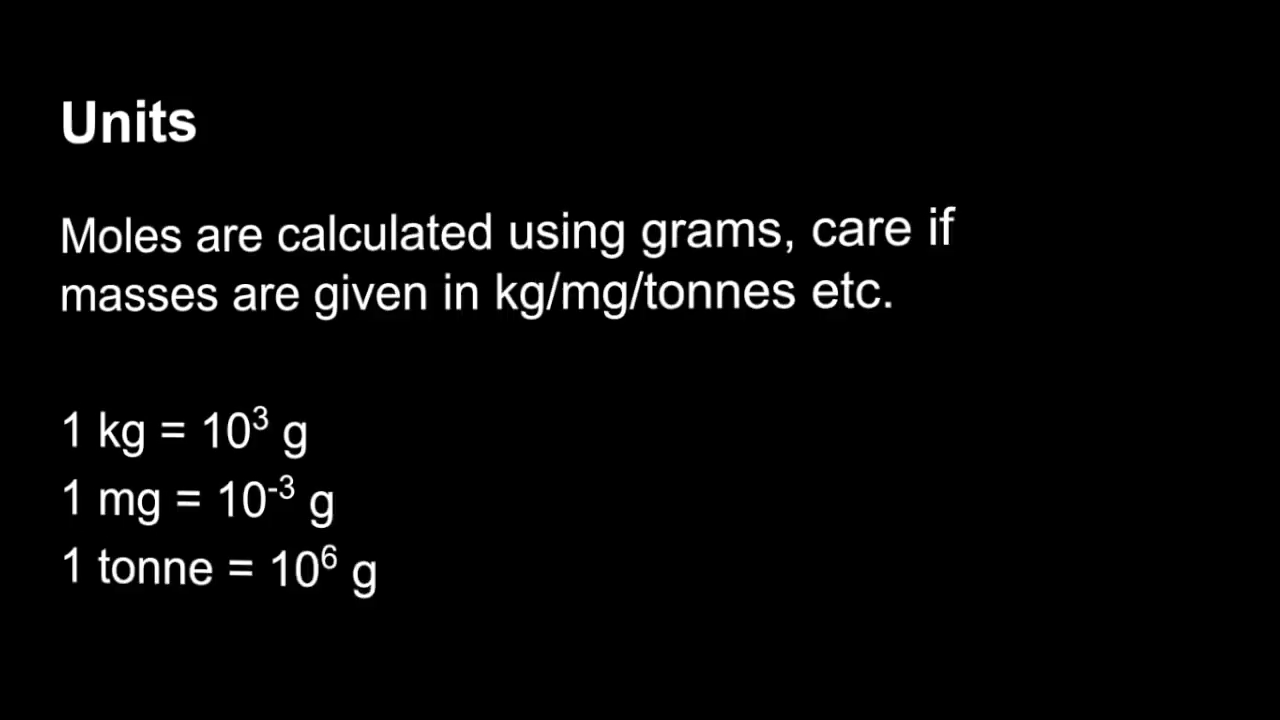 Units
Moles are calculated using grams, care if
masses are given in kg/mg/tonnes etc.
1 kg = 10³ g
1 mg = 10⁻³ g
1 tonne = 10⁶ g